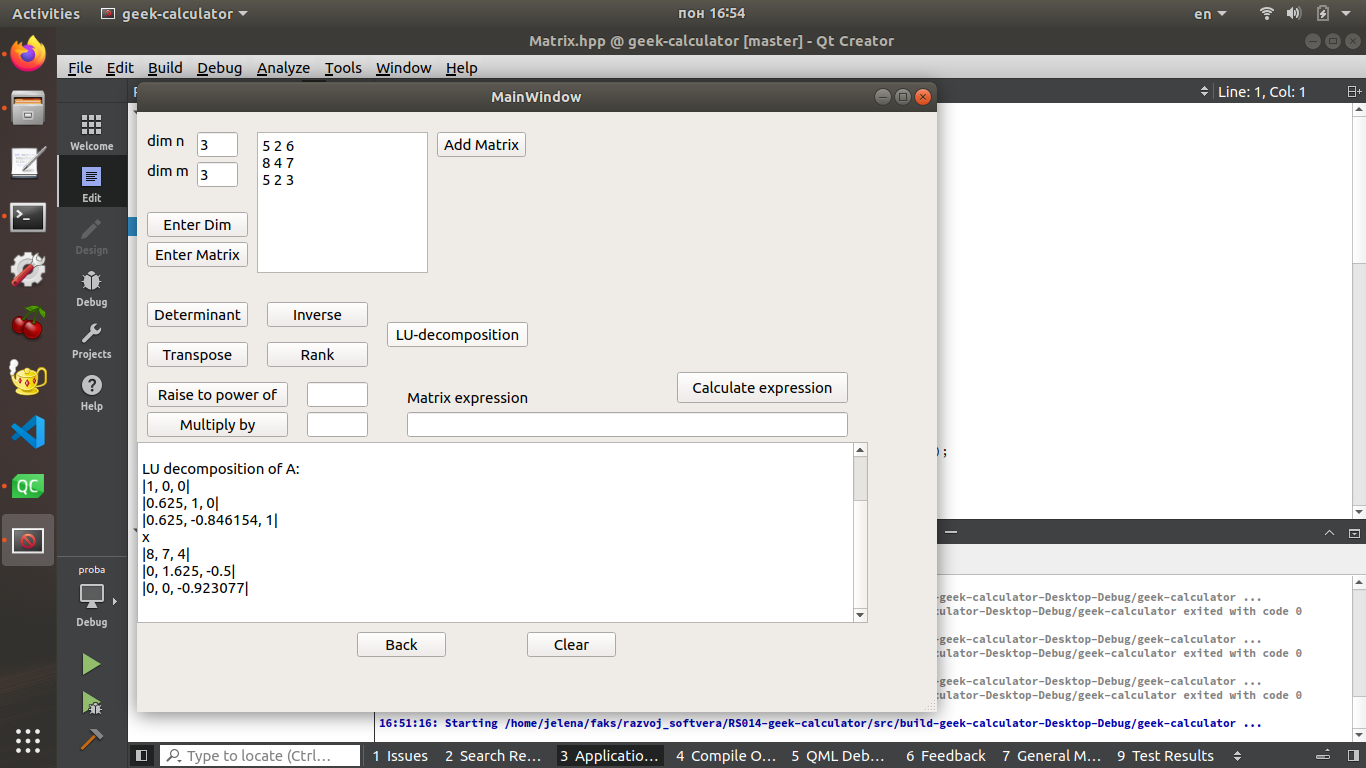 Activities
geek-calculator
пон 16:54
en
Matrix.hpp @ geek-calculator [master] - Qt Creator
File Edit Build Debug Analyze Tools Window Help
Line: 1, Col: 1
MainWindow
Welcome
Edit
Design
Debug
Projects
Help
proba
Debug
dim n 3
dim m 3
5 2 6
8 4 7
5 2 3
Add Matrix
Enter Dim
Enter Matrix
Determinant Inverse
LU-decomposition
Transpose Rank
Raise to power of
Multiply by
Matrix expression
Calculate expression
LU decomposition of A:
|1, 0, 0|
|0.625, 1, 0|
|0.625, -0.846154, 1|
x
|8, 7, 4|
|0, 1.625, -0.5|
|0, 0, -0.923077|
Back Clear
);
-geek-calculator-Desktop-Debug/geek-calculator ...
culator-Desktop-Debug/geek-calculator exited with code 0
-geek-calculator-Desktop-Debug/geek-calculator ...
culator-Desktop-Debug/geek-calculator exited with code 0
-geek-calculator-Desktop-Debug/geek-calculator ...
culator-Desktop-Debug/geek-calculator exited with code 0
16:51:16: Starting /home/jelena/faks/razvoj_softvera/RS014-geek-calculator/src/build-geek-calculator-Desktop-Debug/geek-calculator ...
QC
Type to locate (Ctrl...
1 Issues 2 Search Re... 3 Applicatio... 4 Compile O... 5 QML Deb... 6 Feedback 7 General M... 9 Test Results